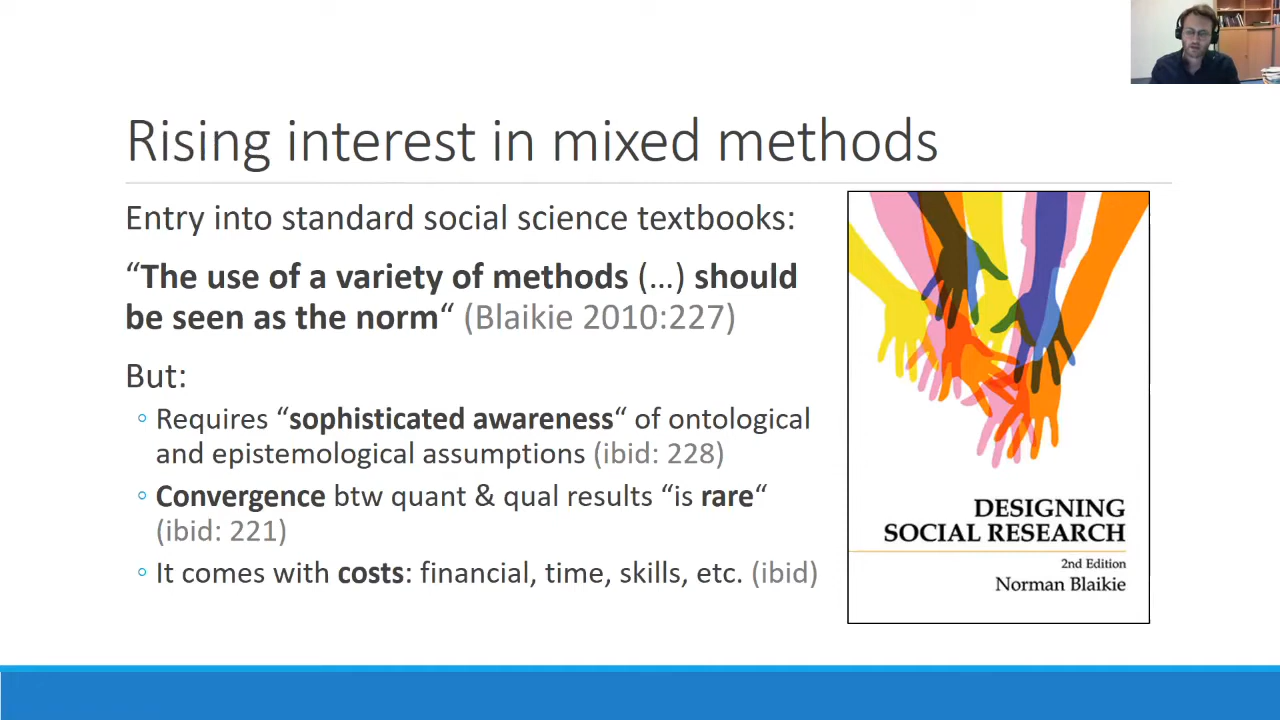 Rising interest in mixed methods
Entry into standard social science textbooks:
“The use of a variety of methods (…) should
be seen as the norm“ (Blaikie 2010:227)
But:
◦ Requires “sophisticated awareness“ of ontological
and epistemological assumptions (ibid: 228)
◦ Convergence btw quant & qual results “is rare“
(ibid: 221)
◦ It comes with costs: financial, time, skills, etc. (ibid)
DESIGNING
SOCIAL RESEARCH
2nd Edition
Norman Blaikie